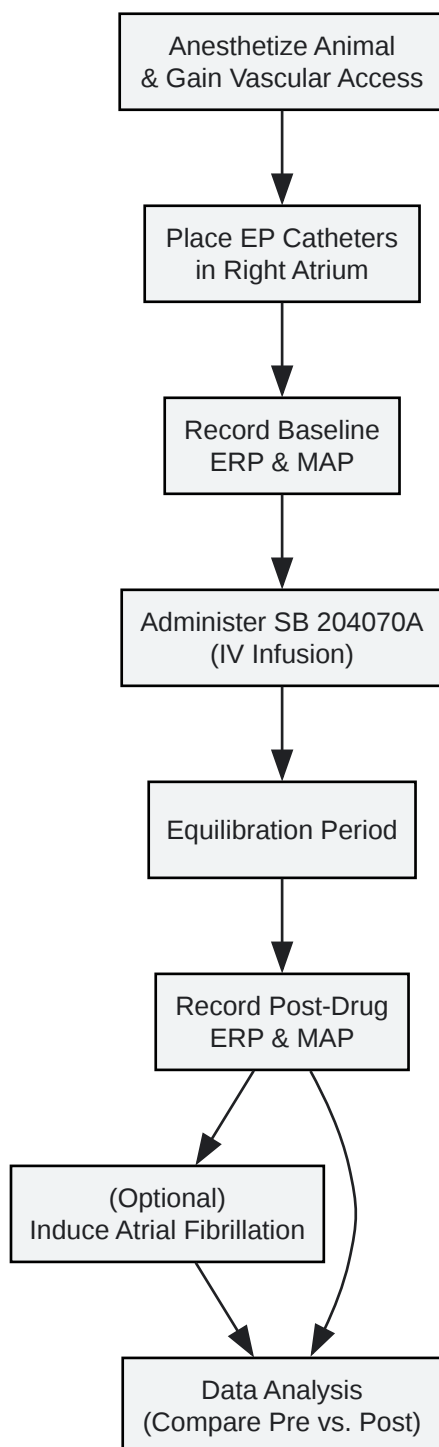 Anesthetize Animal
& Gain Vascular Access
Place EP Catheters
in Right Atrium
Record Baseline
ERP & MAP
Administer SB 204070A
(IV Infusion)
Equilibration Period
Record Post-Drug
ERP & MAP
(Optional)
Induce Atrial Fibrillation
Data Analysis
(Compare Pre vs. Post)